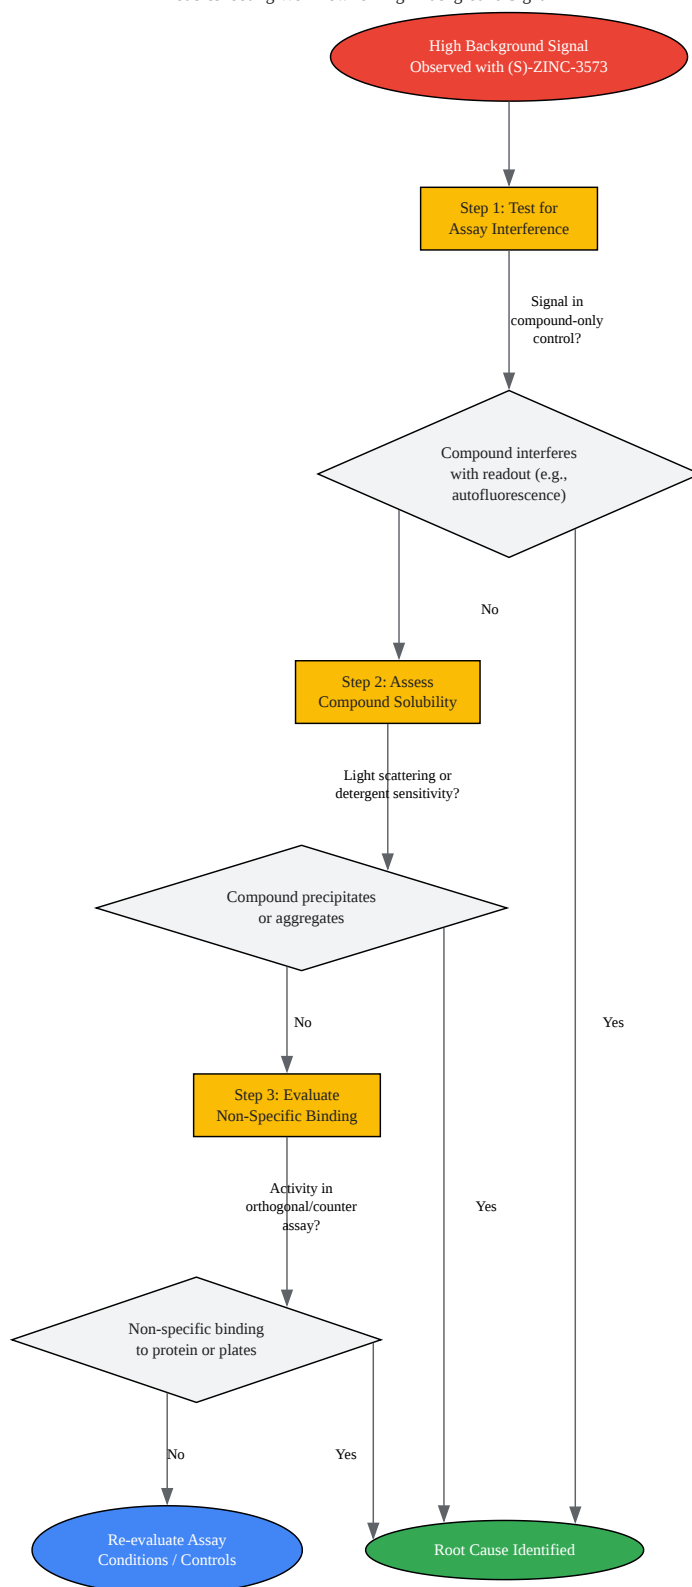 High Background Signal
Observed with (S)-ZINC-3573
Step 1: Test for
Assay Interference
Signal in
compound-only
control?
Compound interferes
with readout (e.g.,
autofluorescence)
No
Step 2: Assess
Compound Solubility
Light scattering or
detergent sensitivity?
Compound precipitates
or aggregates
No
Yes
Step 3: Evaluate
Non-Specific Binding
Activity in
orthogonal/counter
assay?
Yes
Non-specific binding
to protein or plates
No
Yes
Re-evaluate Assay
Conditions / Controls
Root Cause Identified